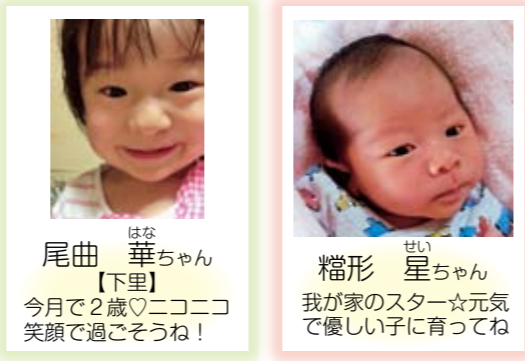 はな
尾曲 華ちゃん
【下里】
今月で２歳♡ニコニコ
笑顔で過ごそうね！
せい
糟形 星ちゃん
我が家のスター☆元気
で優しい子に育ってね